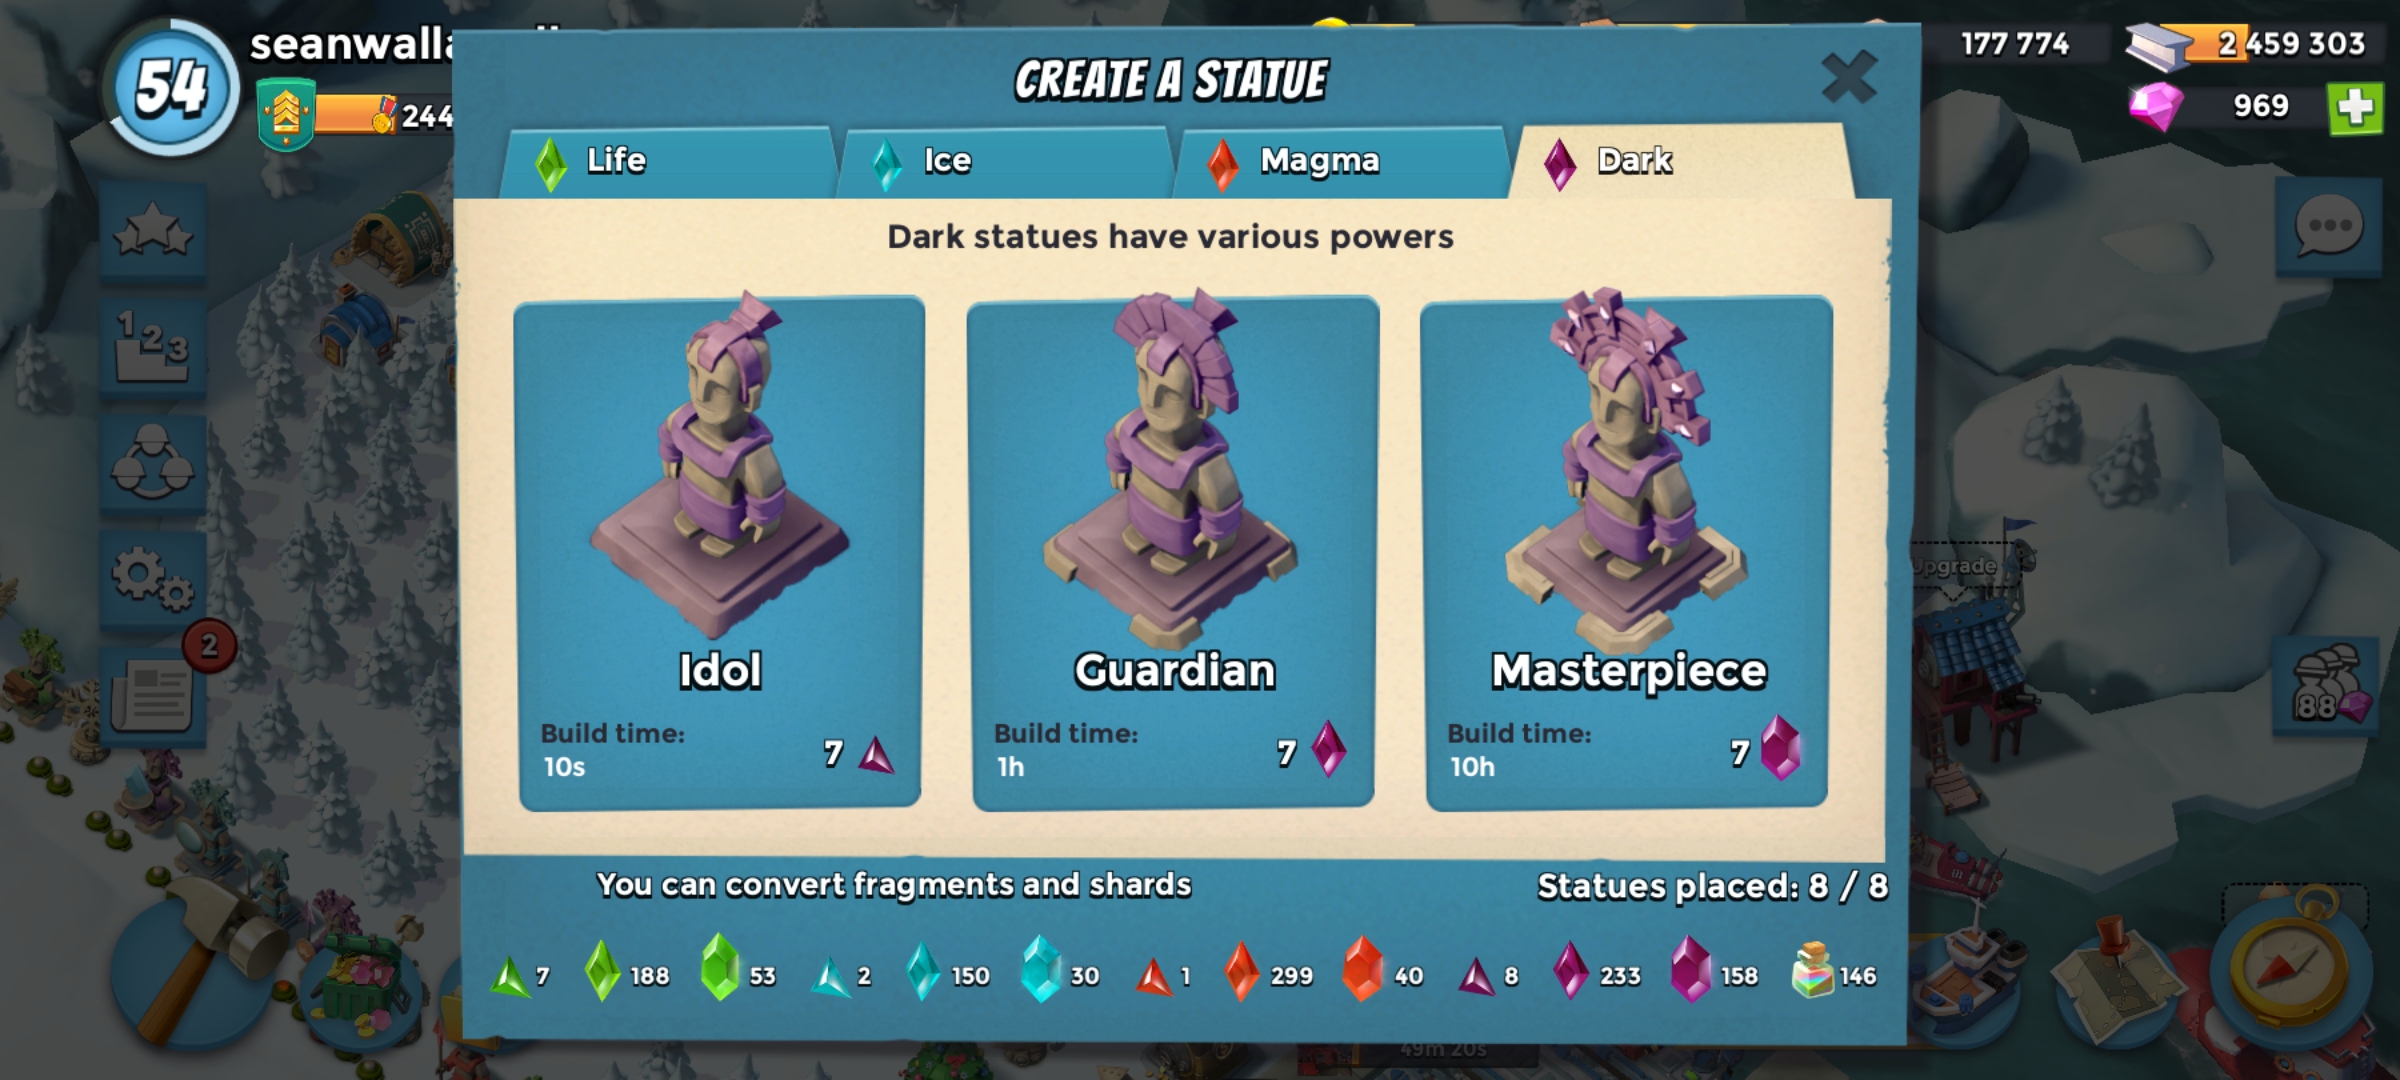 54
244
CREATE A STATUE
177 774
2 459 303
969
Life
Ice
Magma
Dark
Dark statues have various powers
1 2 3
2
Idol
Build time:
10s
7
Guardian
Build time:
1h
7
Masterpiece
Build time:
10h
7
Upgrade
88
You can convert fragments and shards
Statues placed: 8 / 8
7
188
53
2
150
30
1
299
40
8
233
158
146
49m 20s